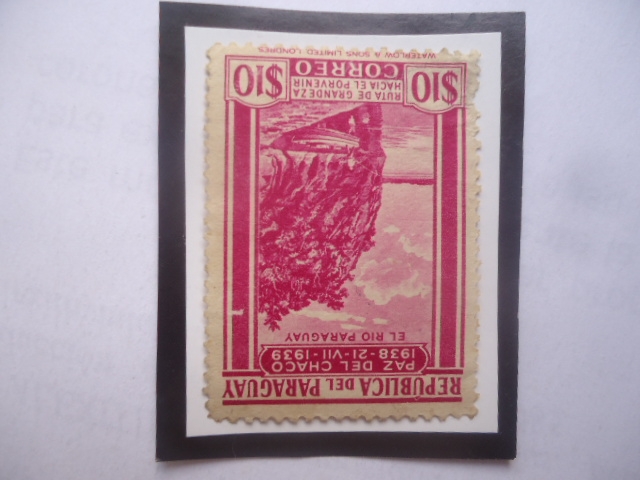 REPUBLICA DEL PARAGUAY
PAZ DEL CHACO
1938-21-VII-1939
EL RIO PARAGUAY
$10
RUTA DE GRANDEZA
HACIA EL PORVENIR
CORREO
$10
WATERLOW & SONS LIMITED, LONDRES